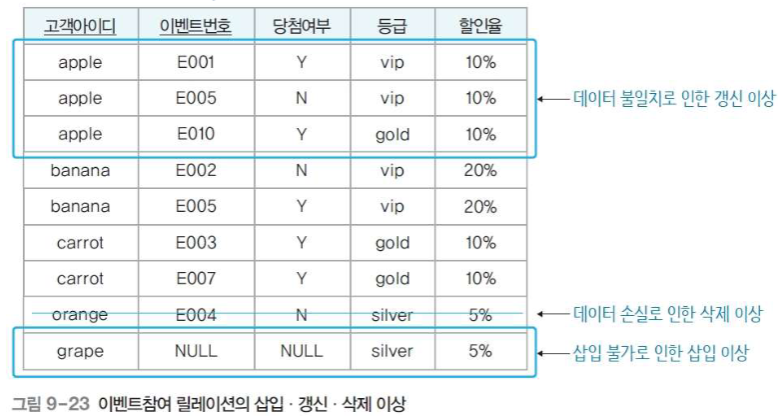 고객아이디 이벤트번호 당첨여부 등급 할인율
apple E001 Y vip 10%
apple E005 N vip 10% 데이터 불일치로 인한 갱신 이상
apple E010 Y gold 10%
banana E002 N vip 20%
banana E005 Y vip 20%
carrot E003 Y gold 10%
carrot E007 Y gold 10%
orange E004 N silver 5% 데이터 손실로 인한 삭제 이상
grape NULL NULL silver 5% 삽입 불가로 인한 삽입 이상
그림 9-23 이벤트참여 릴레이션의 삽입 · 갱신 · 삭제 이상